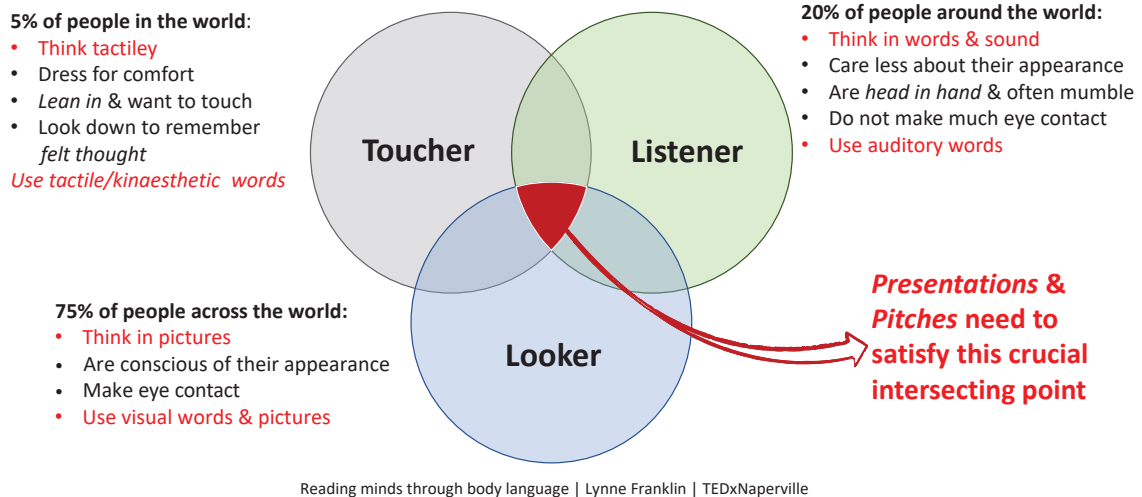 5% of people in the world:
• Think tactiley
• Dress for comfort
• Lean in & want to touch
• Look down to remember
felt thought
Use tactile/kinaesthetic words
20% of people around the world:
• Think in words & sound
• Care less about their appearance
• Are head in hand & often mumble
• Do not make much eye contact
• Use auditory words
Toucher
Listener
75% of people across the world:
• Think in pictures
• Are conscious of their appearance
• Make eye contact
• Use visual words & pictures
Looker
Presentations &
Pitches need to
satisfy this crucial
intersecting point
Reading minds through body language | Lynne Franklin | TEDxNaperville